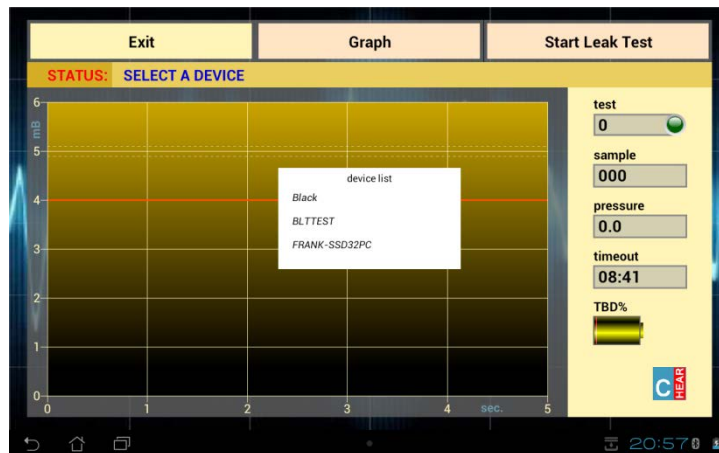 Exit Graph Start Leak Test
STATUS: SELECT A DEVICE
6
mB
5
4
3
2
1
0
0 1 2 3 4 sec. 5
device list
Black
BLTTEST
FRANK-SSD32PC
test
0
sample
000
pressure
0.0
timeout
08:41
TBD%
C HEAR
20:57